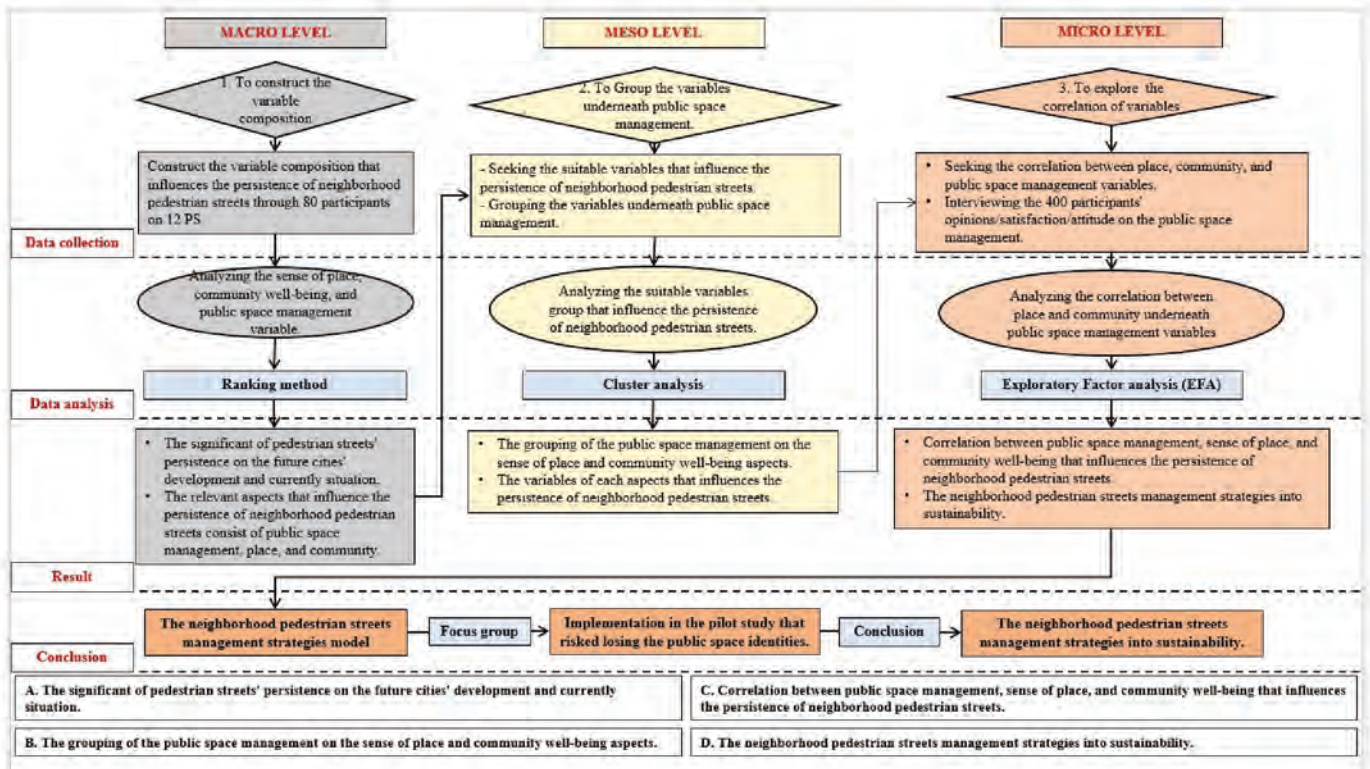 MACRO LEVEL
MESO LEVEL
MICRO LEVEL
1. To construct the
variable
composition
2. To Group the variables
underneath public space
management.
3. To explore the
correlation of variables
Construct the variable composition that
influences the persistence of neighborhood
pedestrian streets through 80 participants
on 12 PS
- Seeking the suitable variables that influence the
persistence of neighborhood pedestrian streets.
- Grouping the variables underneath public space
management.
• Seeking the correlation between place, community, and
public space management variables.
• Interviewing the 400 participants'
opinions/satisfaction/attitude on the public space
management.
Data collection
Analyzing the sense of place,
community well-being, and
public space management
variable.
Analyzing the suitable variables
group that influence the persistence
of neighborhood pedestrian streets.
Analyzing the correlation between
place and community underneath
public space management variables
Ranking method
Cluster analysis
Exploratory Factor analysis (EFA)
Data analysis
• The significant of pedestrian streets'
persistence on the future cities'
development and currently situation.
• The relevant aspects that influence the
persistence of neighborhood pedestrian
streets consist of public space
management, place, and community.
• The grouping of the public space management on the
sense of place and community well-being aspects.
• The variables of each aspects that influences the
persistence of neighborhood pedestrian streets.
• Correlation between public space management, sense of place, and
community well-being that influences the persistence of
neighborhood pedestrian streets.
• The neighborhood pedestrian streets management strategies into
sustainability.
Result
The neighborhood pedestrian streets
management strategies model
Focus group
Implementation in the pilot study that
risked losing the public space identities.
Conclusion
The neighborhood pedestrian streets
management strategies into sustainability.
Conclusion
A. The significant of pedestrian streets' persistence on the future cities' development and currently
situation.
C. Correlation between public space management, sense of place, and community well-being that influences
the persistence of neighborhood pedestrian streets.
B. The grouping of the public space management on the sense of place and community well-being aspects.
D. The neighborhood pedestrian streets management strategies into sustainability.